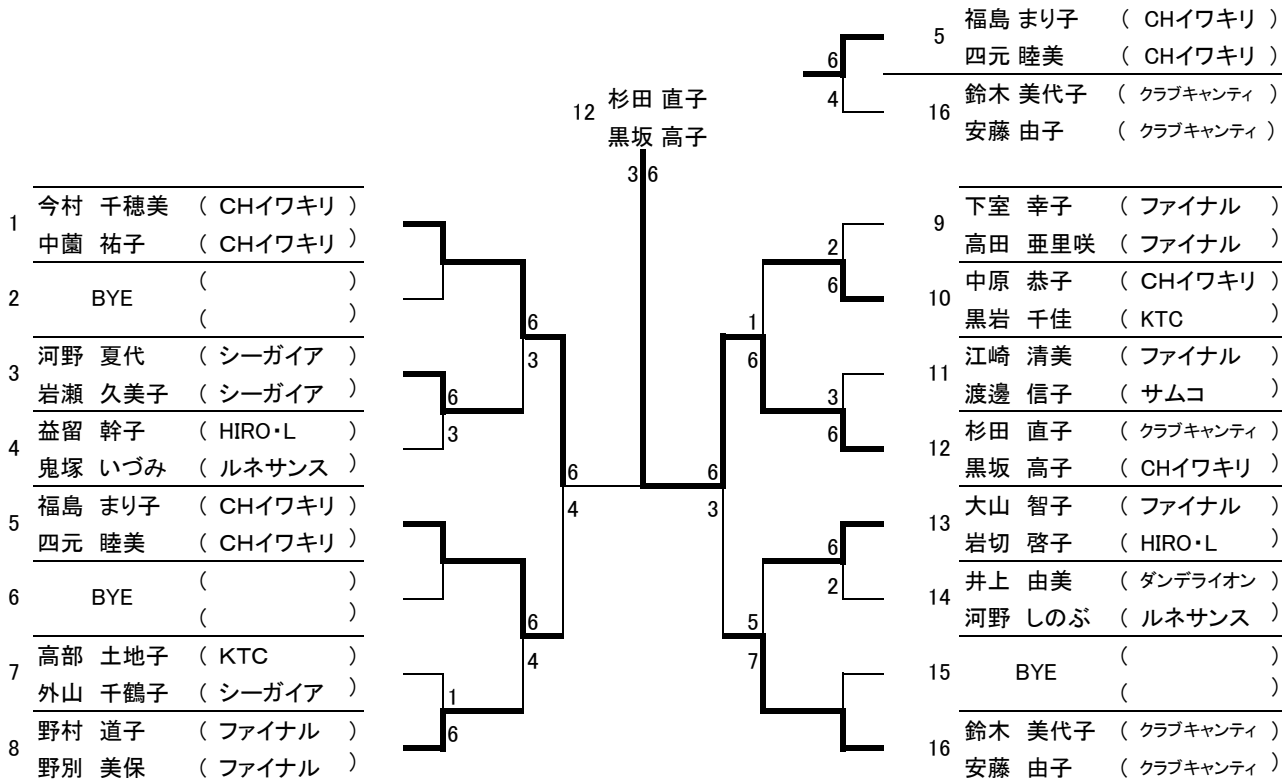 5 福島 まり子 ( CHイワキリ )
四元 睦美 ( CHイワキリ )
6
4
16 鈴木 美代子 ( クラブキャンティ )
安藤 由子 ( クラブキャンティ )
12 杉田 直子
黒坂 高子
3 6
1 今村 千穂美 ( CHイワキリ )
中薗 祐子 ( CHイワキリ )
2 BYE ( )
( )
3 河野 夏代 ( シーガイア )
岩瀬 久美子 ( シーガイア )
4 益留 幹子 ( HIRO・L )
鬼塚 いづみ ( ルネサンス )
5 福島 まり子 ( CHイワキリ )
四元 睦美 ( CHイワキリ )
6 BYE ( )
( )
7 高部 土地子 ( KTC )
外山 千鶴子 ( シーガイア )
8 野村 道子 ( ファイナル )
野別 美保 ( ファイナル )
6
3
1
6
6
3
6
4
6
4
6
3
1
6
5
7
2
6
3
6
6
2
9 下室 幸子 ( ファイナル )
高田 亜里咲 ( ファイナル )
10 中原 恭子 ( CHイワキリ )
黒岩 千佳 ( KTC )
11 江崎 清美 ( ファイナル )
渡邊 信子 ( サムコ )
12 杉田 直子 ( クラブキャンティ )
黒坂 高子 ( CHイワキリ )
13 大山 智子 ( ファイナル )
岩切 啓子 ( HIRO・L )
14 井上 由美 ( ダンデライオン )
河野 しのぶ ( ルネサンス )
15 BYE ( )
( )
16 鈴木 美代子 ( クラブキャンティ )
安藤 由子 ( クラブキャンティ )